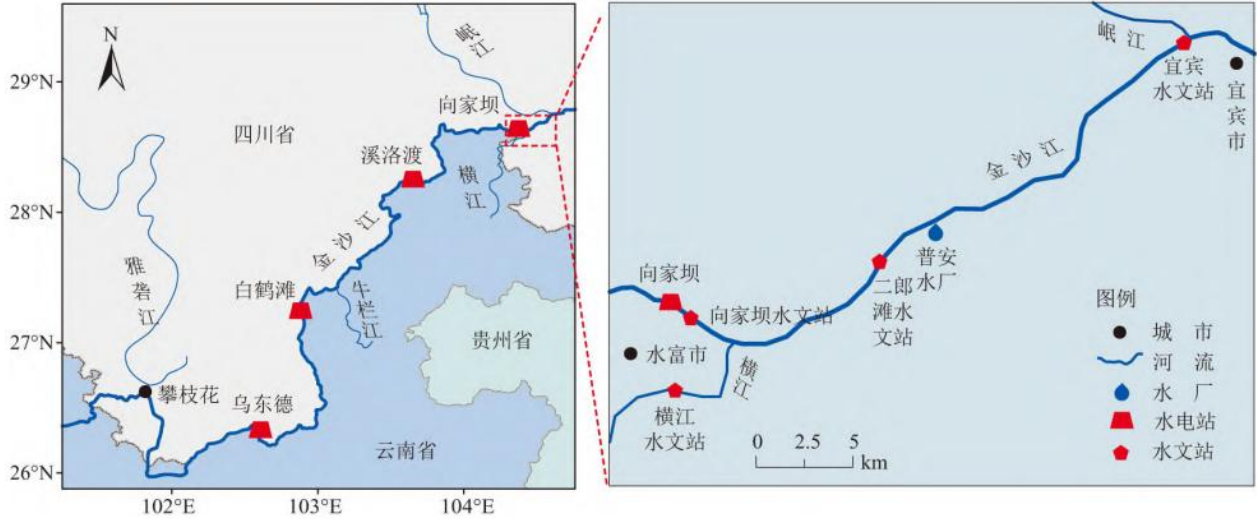 N
29°N
28°N
27°N
26°N
102°E
103°E
104°E
岷江
向家坝
四川省
溪洛渡
横江
金沙江
雅砻江
白鹤滩
牛栏江
贵州省
攀枝花
乌东德
云南省
岷江
宜宾
水文站
宜宾市
金沙江
普安
水厂
向家坝
二郎
滩水
文站
向家坝水文站
水富市
横江
横江
水文站
0 2.5 5
km
图例
城 市
河 流
水 厂
水电站
水文站